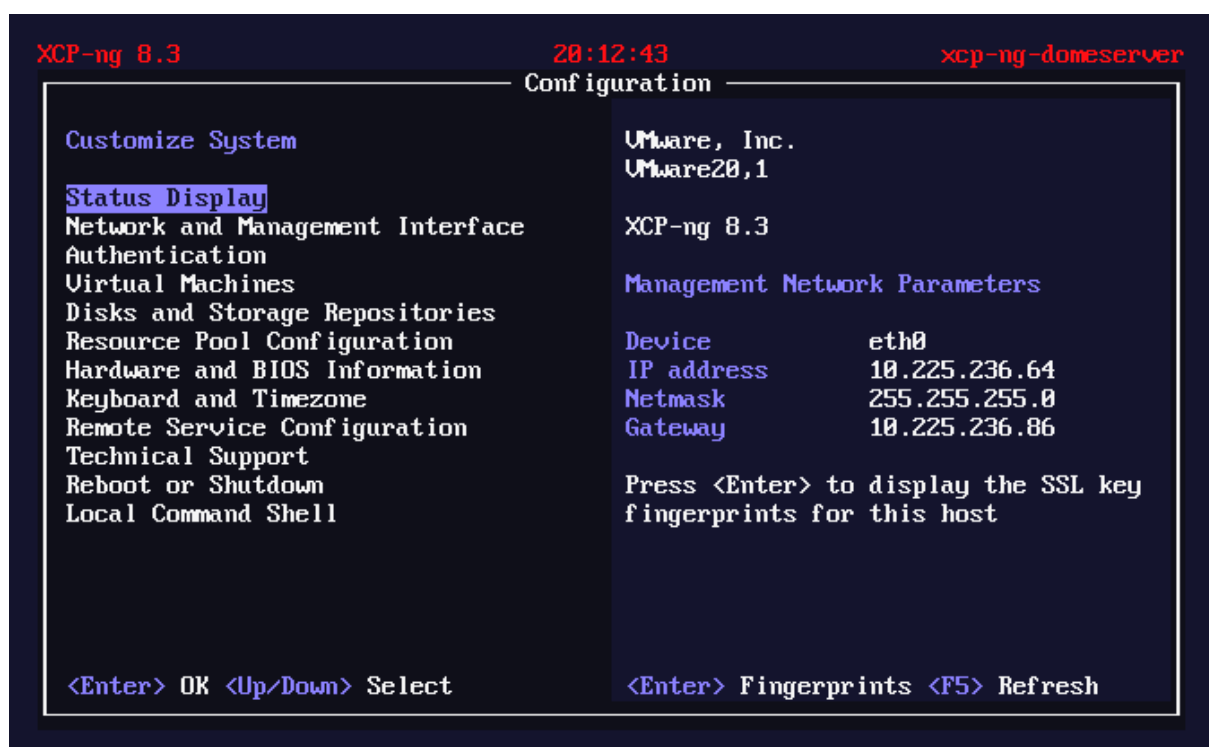 XCP-ng 8.3 20:12:43 xcp-ng-domeserver
Configuration
Customize System
Status Display
Network and Management Interface
Authentication
Virtual Machines
Disks and Storage Repositories
Resource Pool Configuration
Hardware and BIOS Information
Keyboard and Timezone
Remote Service Configuration
Technical Support
Reboot or Shutdown
Local Command Shell
<Enter> OK <Up/Down> Select
VMware, Inc.
VMware20,1
XCP-ng 8.3
Management Network Parameters
Device eth0
IP address 10.225.236.64
Netmask 255.255.255.0
Gateway 10.225.236.86
Press <Enter> to display the SSL key
fingerprints for this host
<Enter> Fingerprints <F5> Refresh